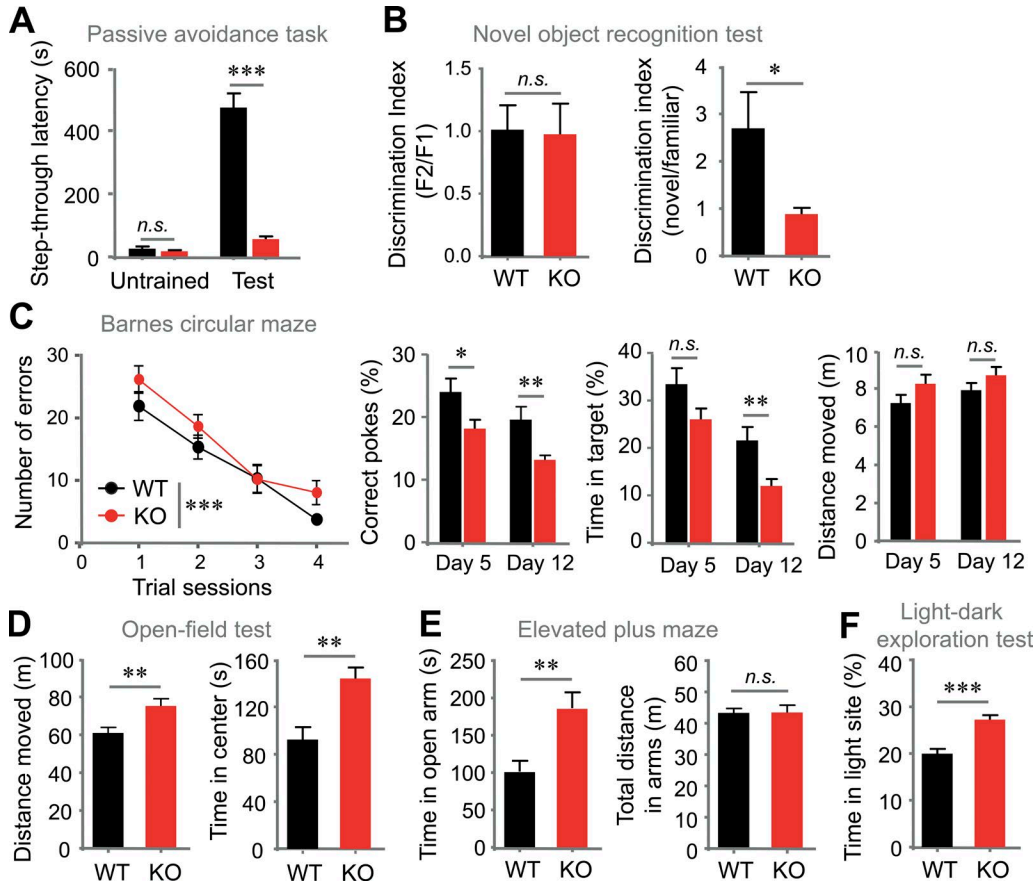 A
Passive avoidance task
Step-through latency (s)
600
400
200
0
n.s.
***
Untrained
Test
B
Novel object recognition test
Discrimination Index
(F2/F1)
1.5
1.0
0.5
0.0
n.s.
WT
KO
Discrimination index
(novel/familiar)
4
3
2
1
0
*
WT
KO
C
Barnes circular maze
Number of errors
30
20
10
0
WT
KO
***
0
1
2
3
4
Trial sessions
Correct pokes (%)
30
20
10
0
*
**
Day 5
Day 12
Time in target (%)
40
30
20
10
0
n.s.
**
Day 5
Day 12
Distance moved (m)
10
8
6
4
2
0
n.s.
n.s.
Day 5
Day 12
D
Open-field test
Distance moved (m)
100
80
60
40
20
0
**
WT
KO
Time in center (s)
160
120
80
40
0
**
WT
KO
E
Elevated plus maze
Time in open arm (s)
200
250
150
100
50
0
**
WT
KO
Total distance
in arms (m)
60
50
40
30
20
10
0
n.s.
WT
KO
F
Light-dark
exploration test
Time in light site (%)
40
30
20
10
0
***
WT
KO